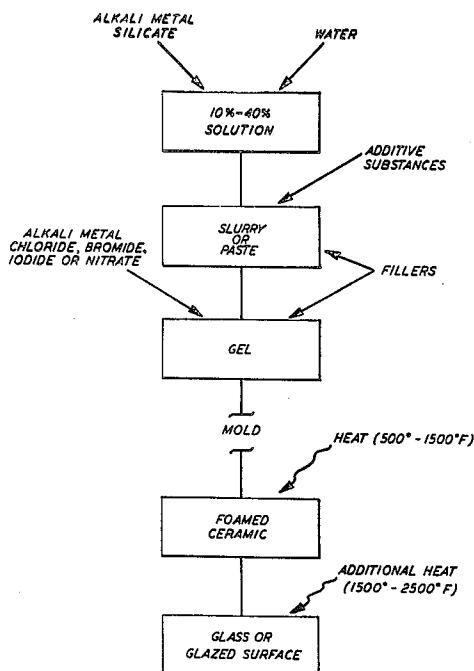 ALKALI METAL
SILICATE
WATER
10%-40%
SOLUTION
ADDITIVE
SUBSTANCES
SLURRY
OR
PASTE
ALKALI METAL
CHLORIDE, BROMIDE,
IODIDE OR NITRATE
FILLERS
GEL
MOLD
HEAT (500°-1500°F)
FOAMED
CERAMIC
ADDITIONAL HEAT
(1500°-2500°F)
GLASS OR
GLAZED SURFACE